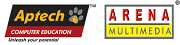 Aptech
COMPUTER EDUCATION
Unleash your potential
ARENA
MULTIMEDIA